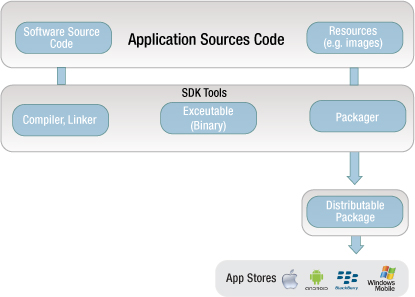 Software Source
Code
Application Sources Code
Resources
(e.g. images)
SDK Tools
Compiler, Linker
Exceutable
(Binary)
Packager
Distributable
Package
App Stores
ANDROID
BlackBerry
Windows
Mobile